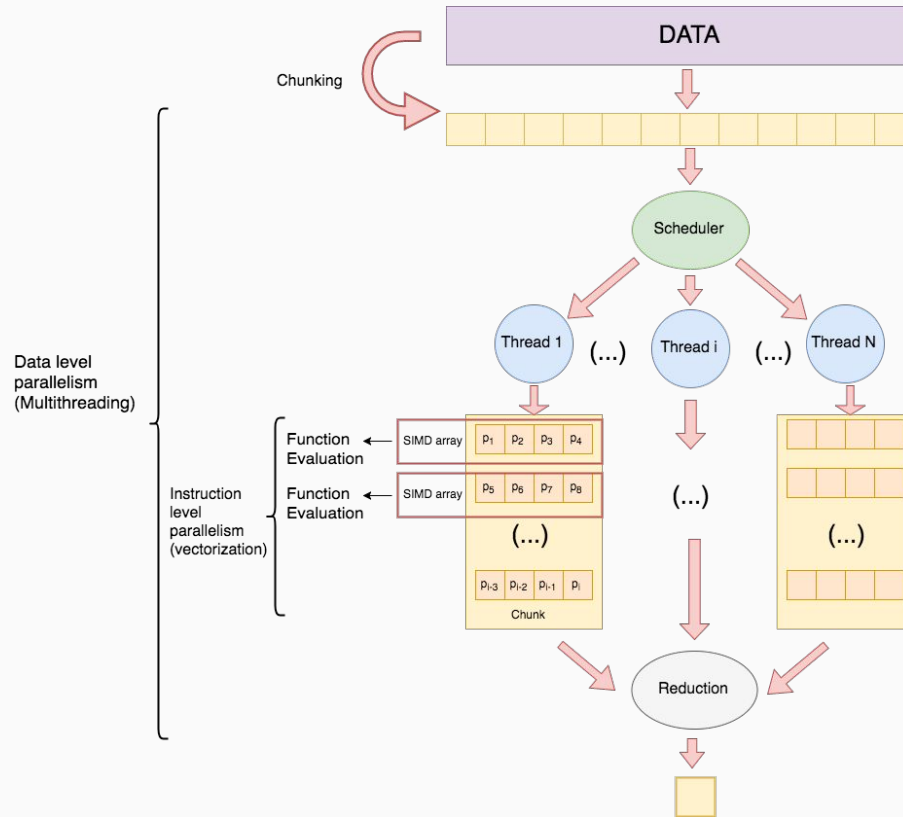 DATA
Chunking
Scheduler
Thread 1
(...)
Thread i
(...)
Thread N
Data level
parallelism
(Multithreading)
Instruction
level
parallelism
(vectorization)
Function
Evaluation
SIMD array
p1 p2 p3 p4
Function
Evaluation
SIMD array
p5 p6 p7 p8
(...)
(...)
(...)
pi-3 pi-2 pi-1 pi
Chunk
Reduction